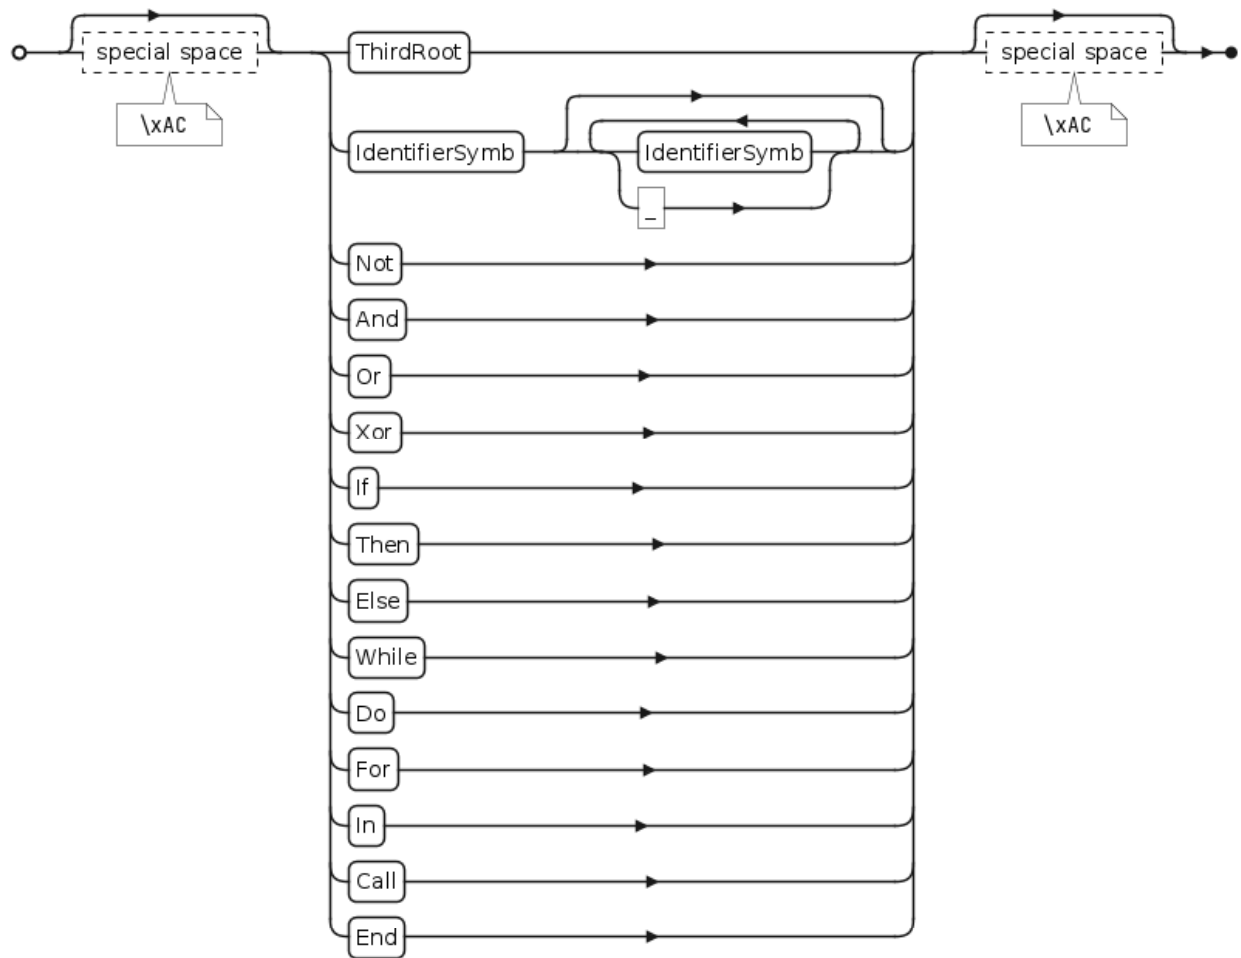 special space ThirdRoot special space
\xAC \xAC
IdentifierSymb IdentifierSymb
_
Not
And
Or
Xor
If
Then
Else
While
Do
For
In
Call
End